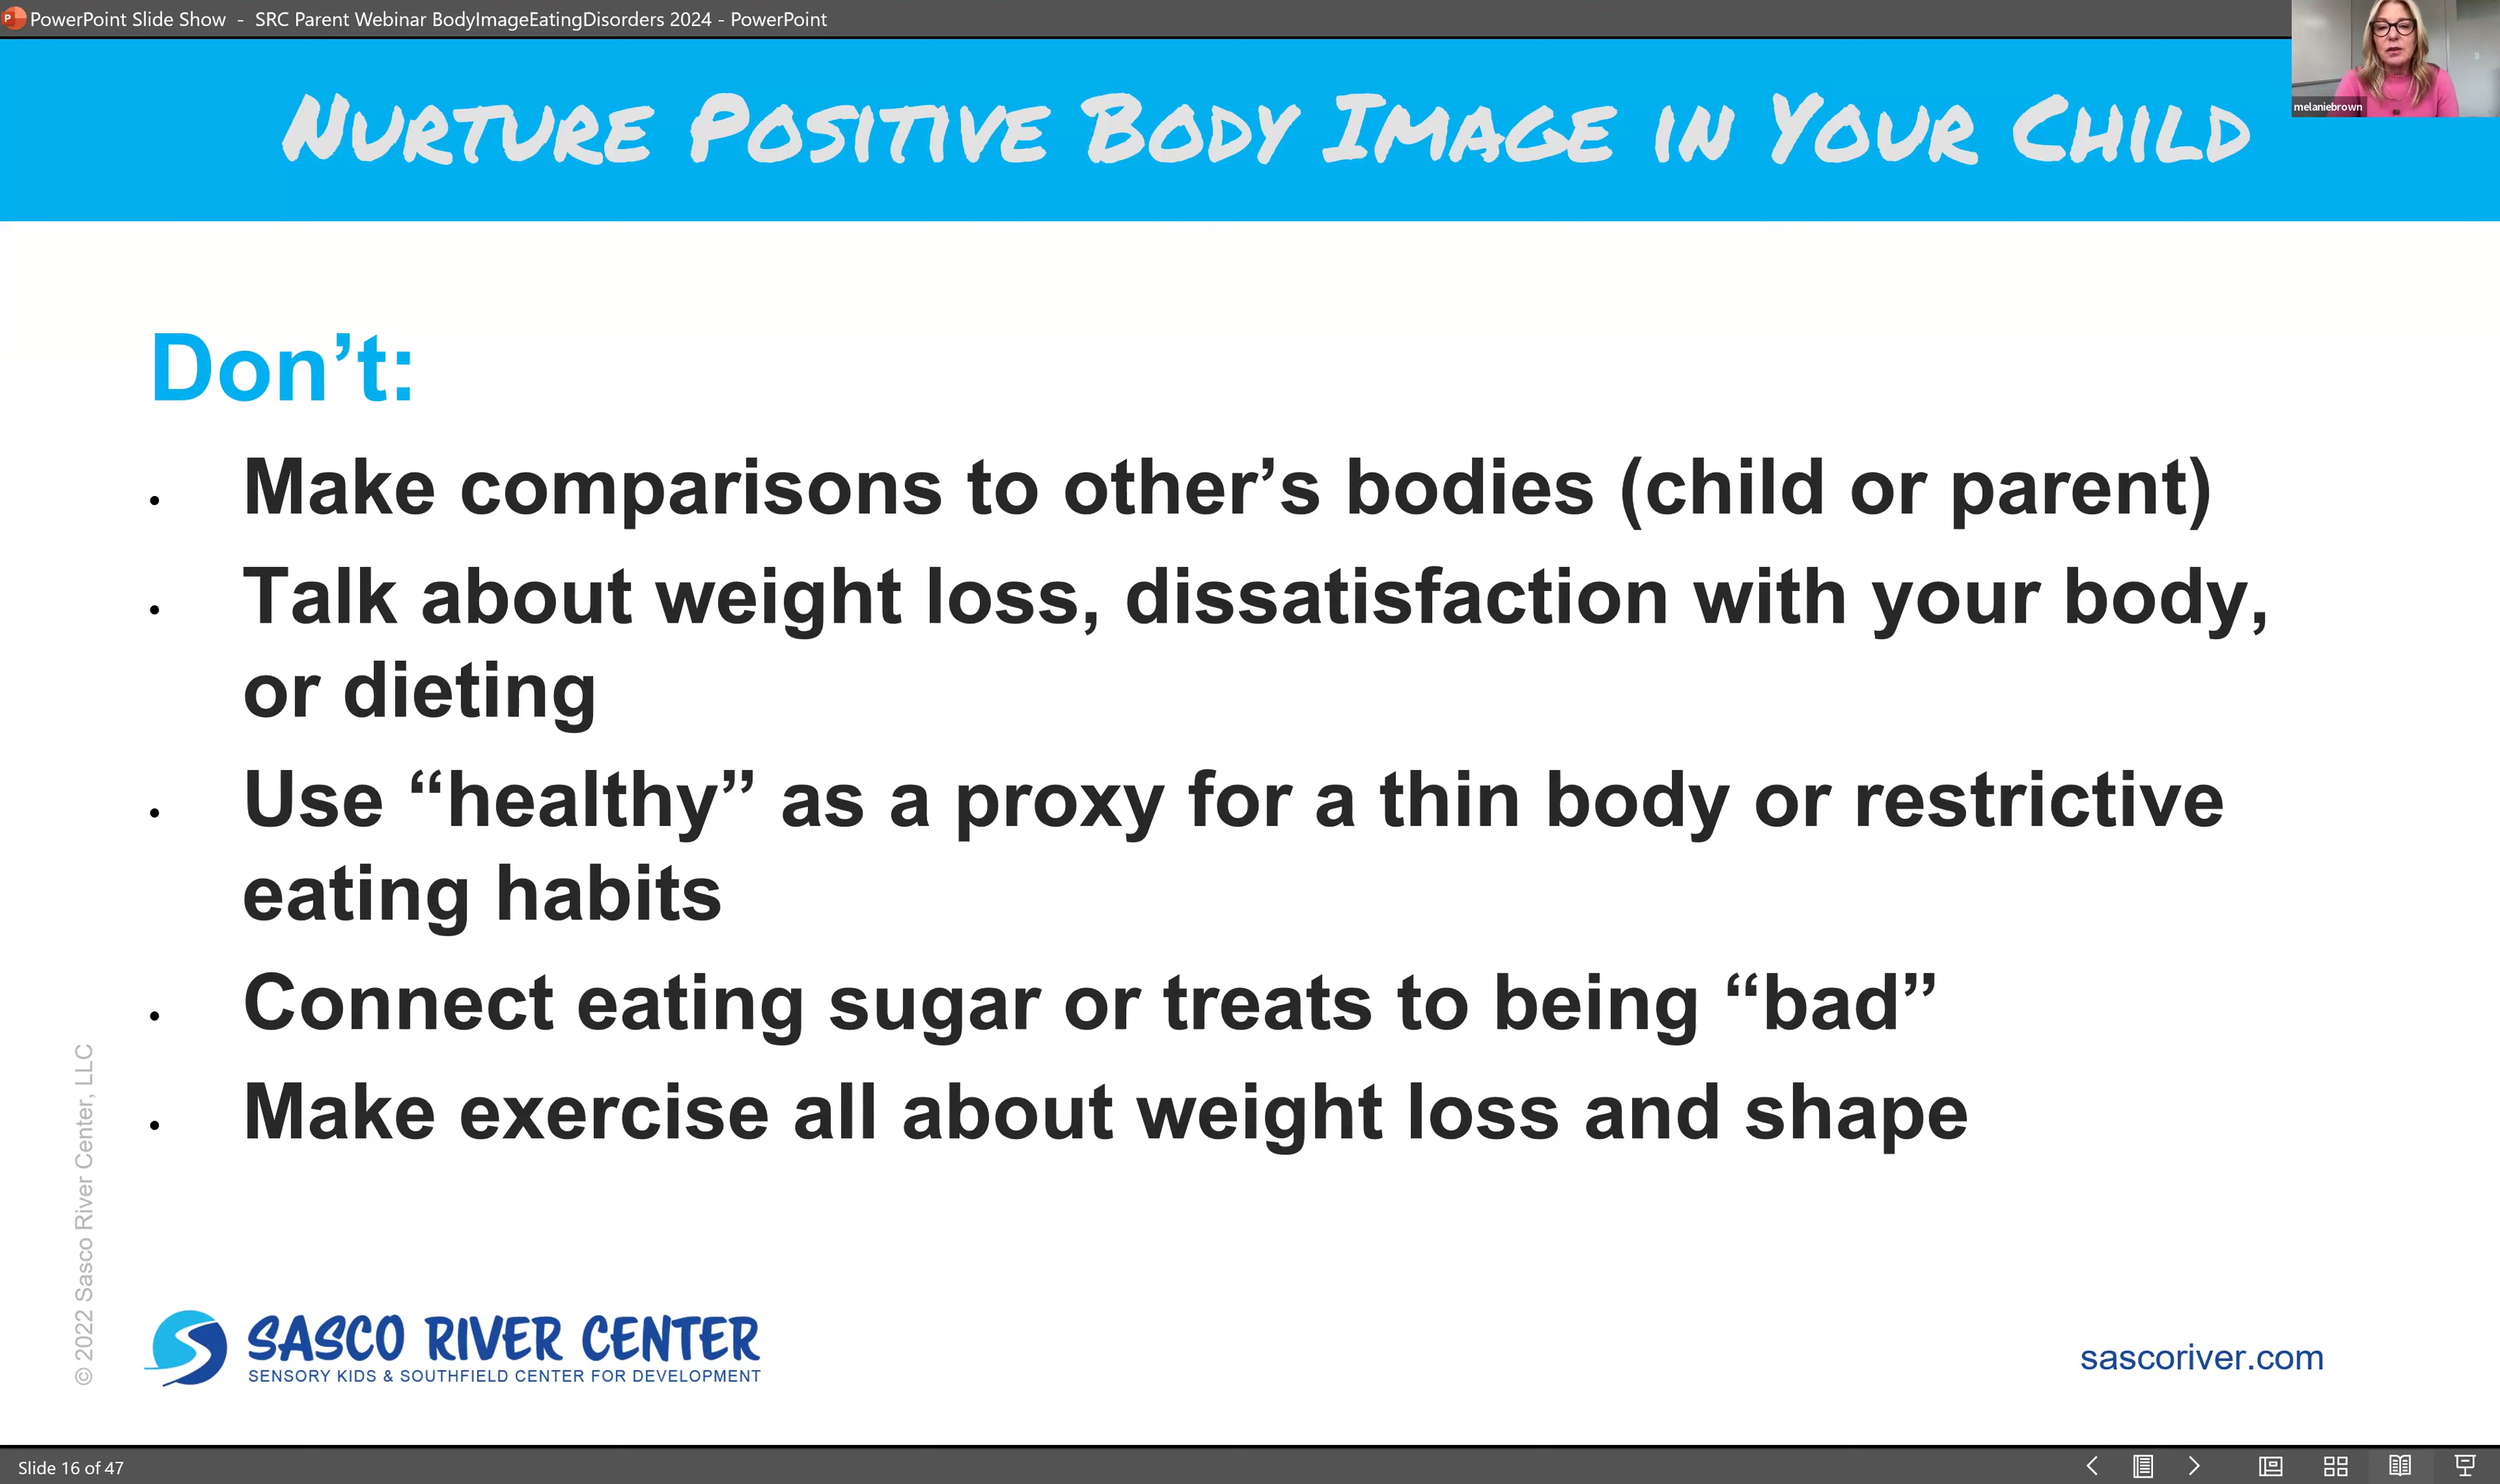 PowerPoint Slide Show - SRC Parent Webinar BodyImageEatingDisorders 2024 - PowerPoint
melaniebrown
Nurture Positive Body Image in Your Child
Don’t:
• Make comparisons to other’s bodies (child or parent)
• Talk about weight loss, dissatisfaction with your body,
or dieting
• Use “healthy” as a proxy for a thin body or restrictive
eating habits
• Connect eating sugar or treats to being “bad”
• Make exercise all about weight loss and shape
© 2022 Sasco River Center, LLC
SASCO RIVER CENTER
SENSORY KIDS & SOUTHFIELD CENTER FOR DEVELOPMENT
sascoriver.com
Slide 16 of 47